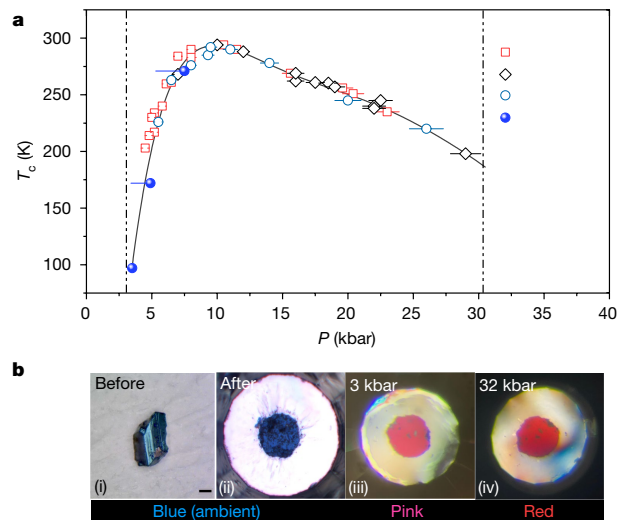 a
300
250
200
150
100
T_c (K)
0
5
10
15
20
25
30
35
40
P (kbar)
b
Before
After
3 kbar
32 kbar
(i)
(ii)
(iii)
(iv)
Blue (ambient)
Pink
Red